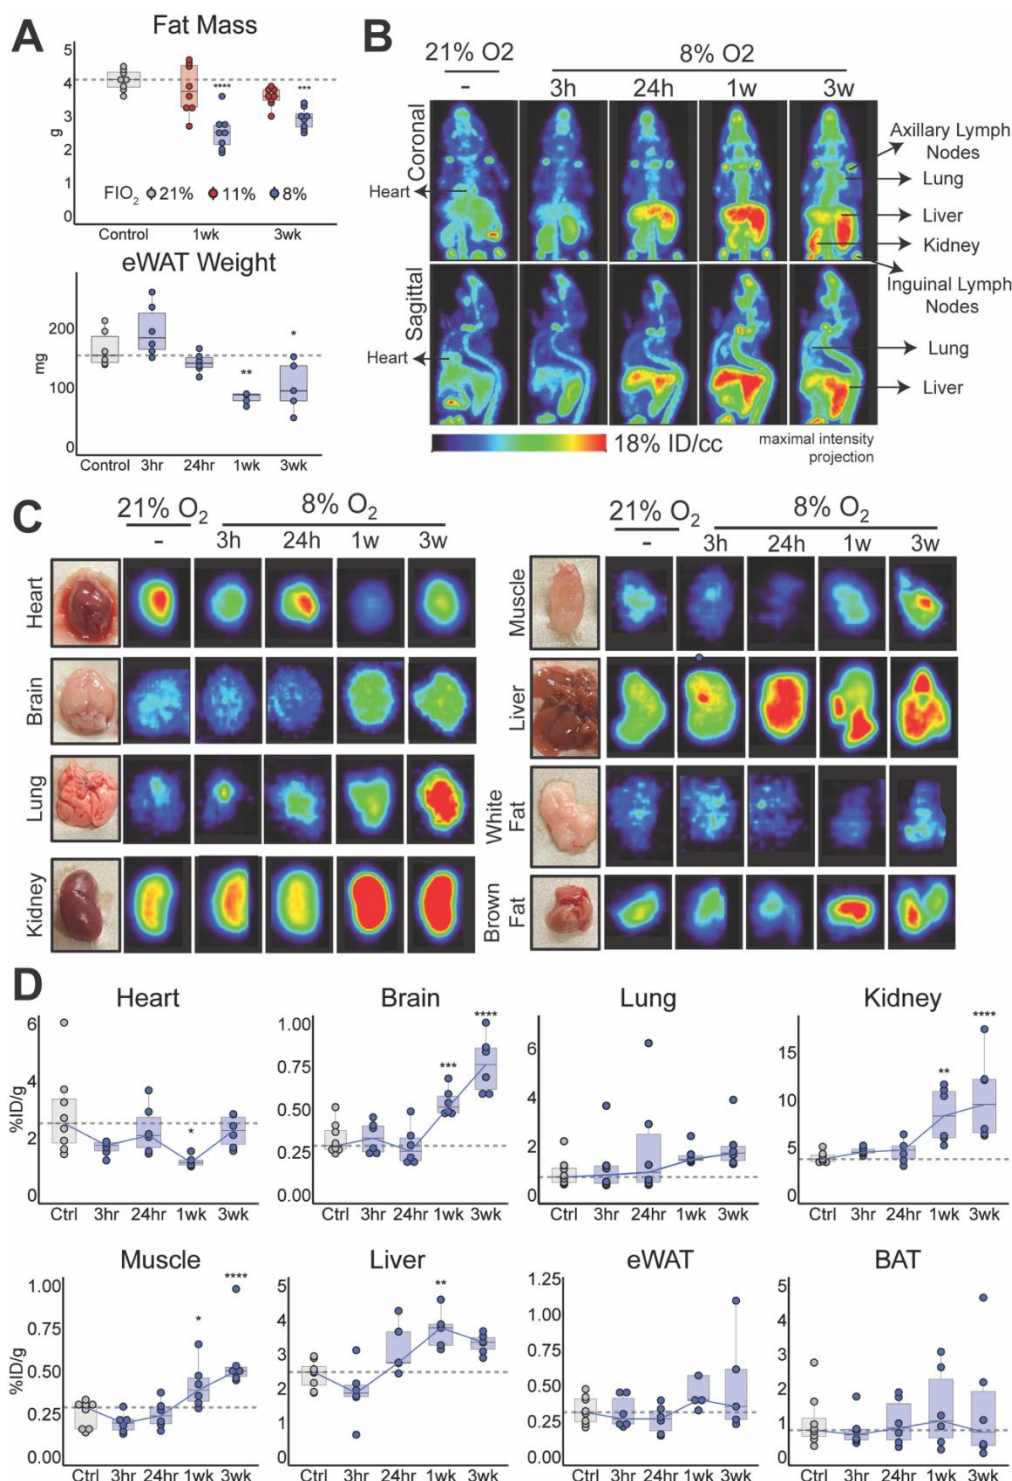 A
Fat Mass
5
4
3
2
1
0
g
****
***
FIO2 21% 11% 8%
Control 1wk 3wk
eWAT Weight
200
100
0
mg
**
*
Control 3hr 24hr 1wk 3wk
B
21% O2 8% O2
- 3h 24h 1w 3w
Coronal
Heart
Axillary Lymph
Nodes
Lung
Liver
Kidney
Inguinal Lymph
Nodes
Sagittal
Heart
Lung
Liver
18% ID/cc
maximal intensity
projection
C
21% O2 8% O2
- 3h 24h 1w 3w
Heart
Brain
Lung
Kidney
21% O2 8% O2
- 3h 24h 1w 3w
Muscle
Liver
White
Fat
Brown
Fat
D
Heart
6
4
2
0
%ID/g
*
Ctrl 3hr 24hr 1wk 3wk
Brain
1.00
0.75
0.50
0.25
0.00
***
****
Ctrl 3hr 24hr 1wk 3wk
Lung
6
4
2
0
Ctrl 3hr 24hr 1wk 3wk
Kidney
15
10
5
0
**
****
Ctrl 3hr 24hr 1wk 3wk
Muscle
1.00
0.75
0.50
0.25
0.00
%ID/g
*
****
Ctrl 3hr 24hr 1wk 3wk
Liver
5
4
3
2
1
0
**
Ctrl 3hr 24hr 1wk 3wk
eWAT
1.25
1.00
0.75
0.50
0.25
0.00
Ctrl 3hr 24hr 1wk 3wk
BAT
5
4
3
2
1
0
Ctrl 3hr 24hr 1wk 3wk